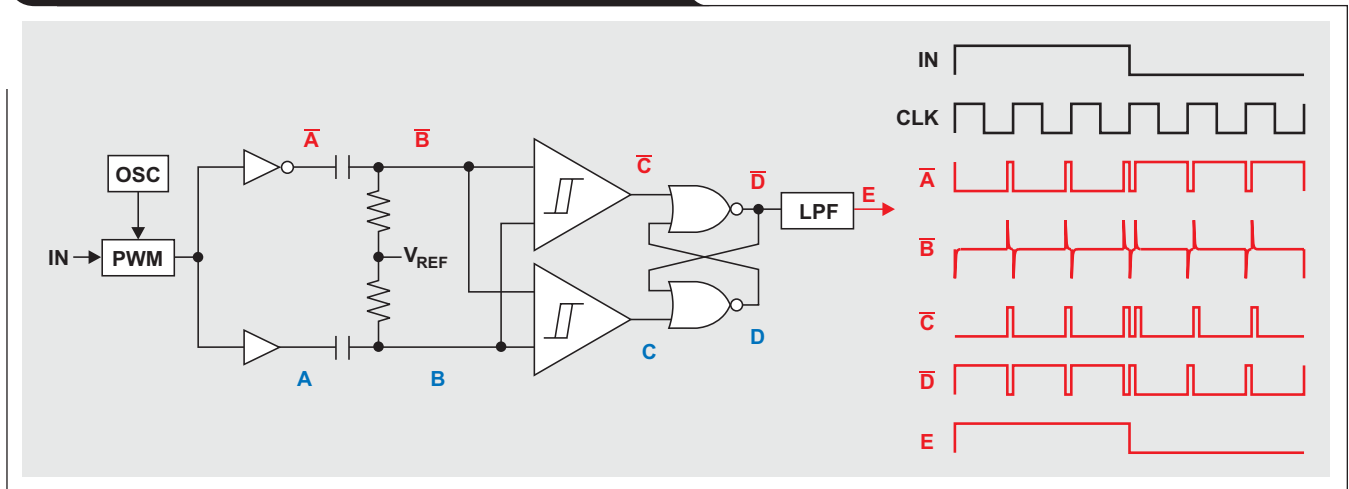 OSC
IN
PWM
A̅
B̅
V_REF
A
B
C̅
D̅
C
D
LPF
E
IN
CLK
A̅
B̅
C̅
D̅
E